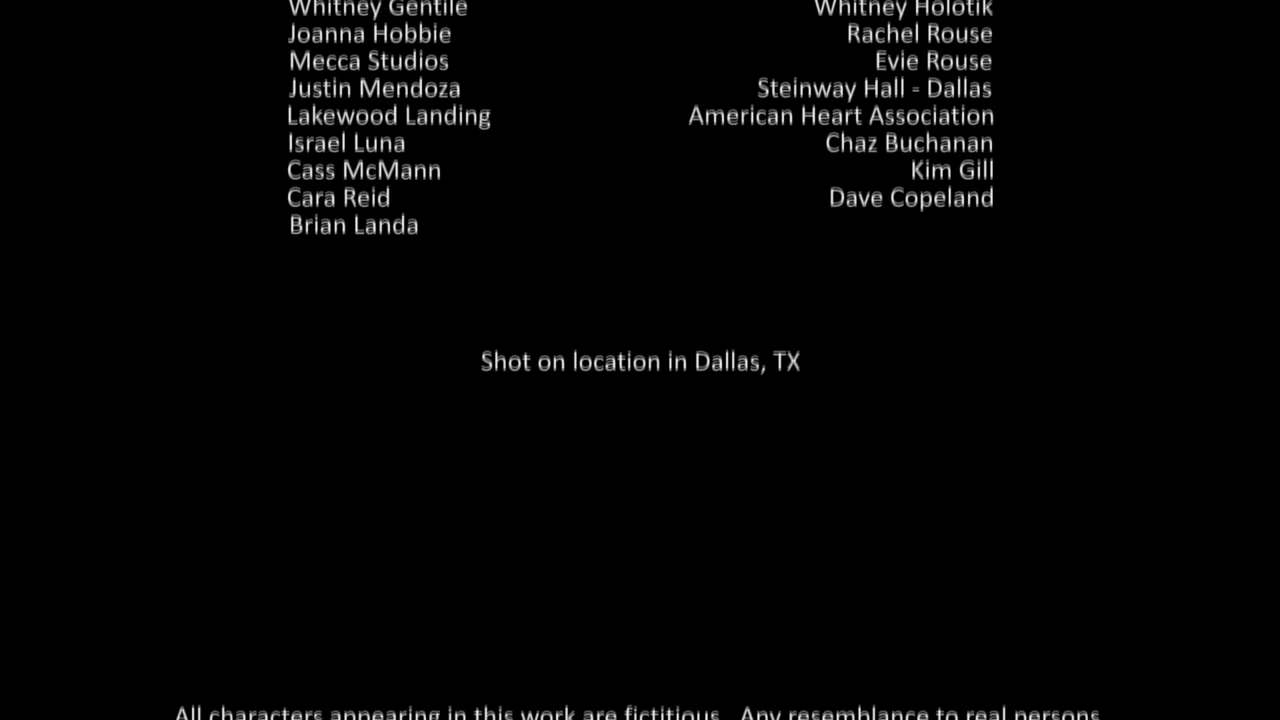 Whitney Gentile Whitney Holotik
Joanna Hobbie Rachel Rouse
Mecca Studios Evie Rouse
Justin Mendoza Steinway Hall - Dallas
Lakewood Landing American Heart Association
Israel Luna Chaz Buchanan
Cass McMann Kim Gill
Cara Reid Dave Copeland
Brian Landa
Shot on location in Dallas, TX
All characters appearing in this work are fictitious. Any resemblance to real persons